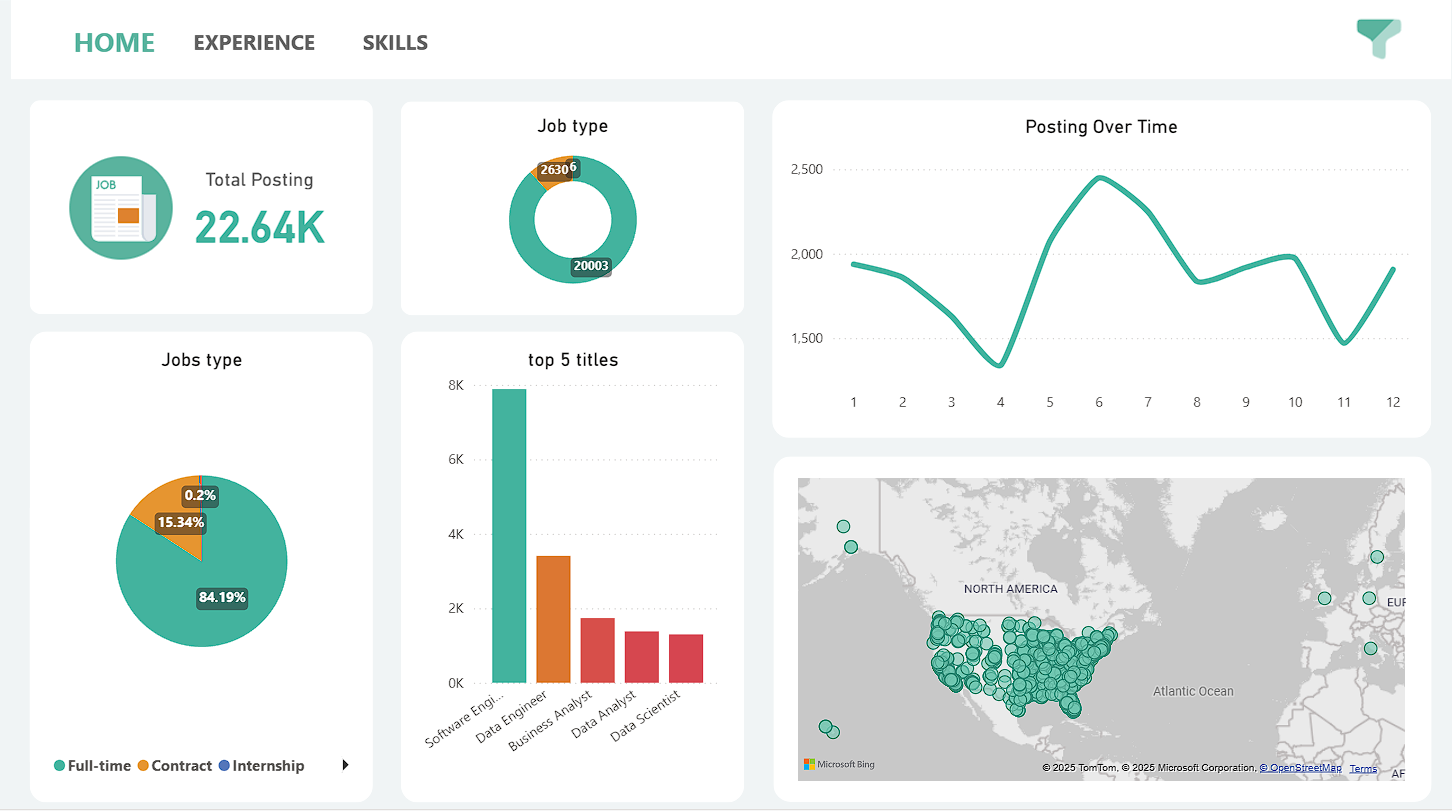 HOME EXPERIENCE SKILLS
JOB
Total Posting
22.64K
Job type
2630
6
20003
Posting Over Time
2,500
2,000
1,500
1 2 3 4 5 6 7 8 9 10 11 12
Jobs type
0.2%
15.34%
84.19%
Full-time Contract Internship
top 5 titles
8K
6K
4K
2K
0K
Software Engi...
Data Engineer
Business Analyst
Data Analyst
Data Scientist
NORTH AMERICA
EUR
Atlantic Ocean
AF
Microsoft Bing
© 2025 TomTom, © 2025 Microsoft Corporation, © OpenStreetMap Terms